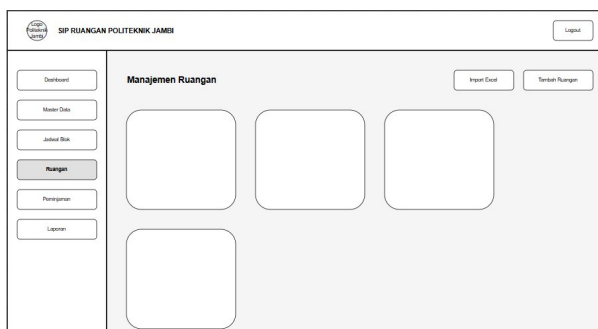 Logo
Politeknik
Jambi
SIP RUANGAN POLITEKNIK JAMBI
Logout
Dashboard
Master Data
Jadwal Blok
Ruangan
Peminjaman
Laporan
Manajemen Ruangan
Import Excel
Tambah Ruangan